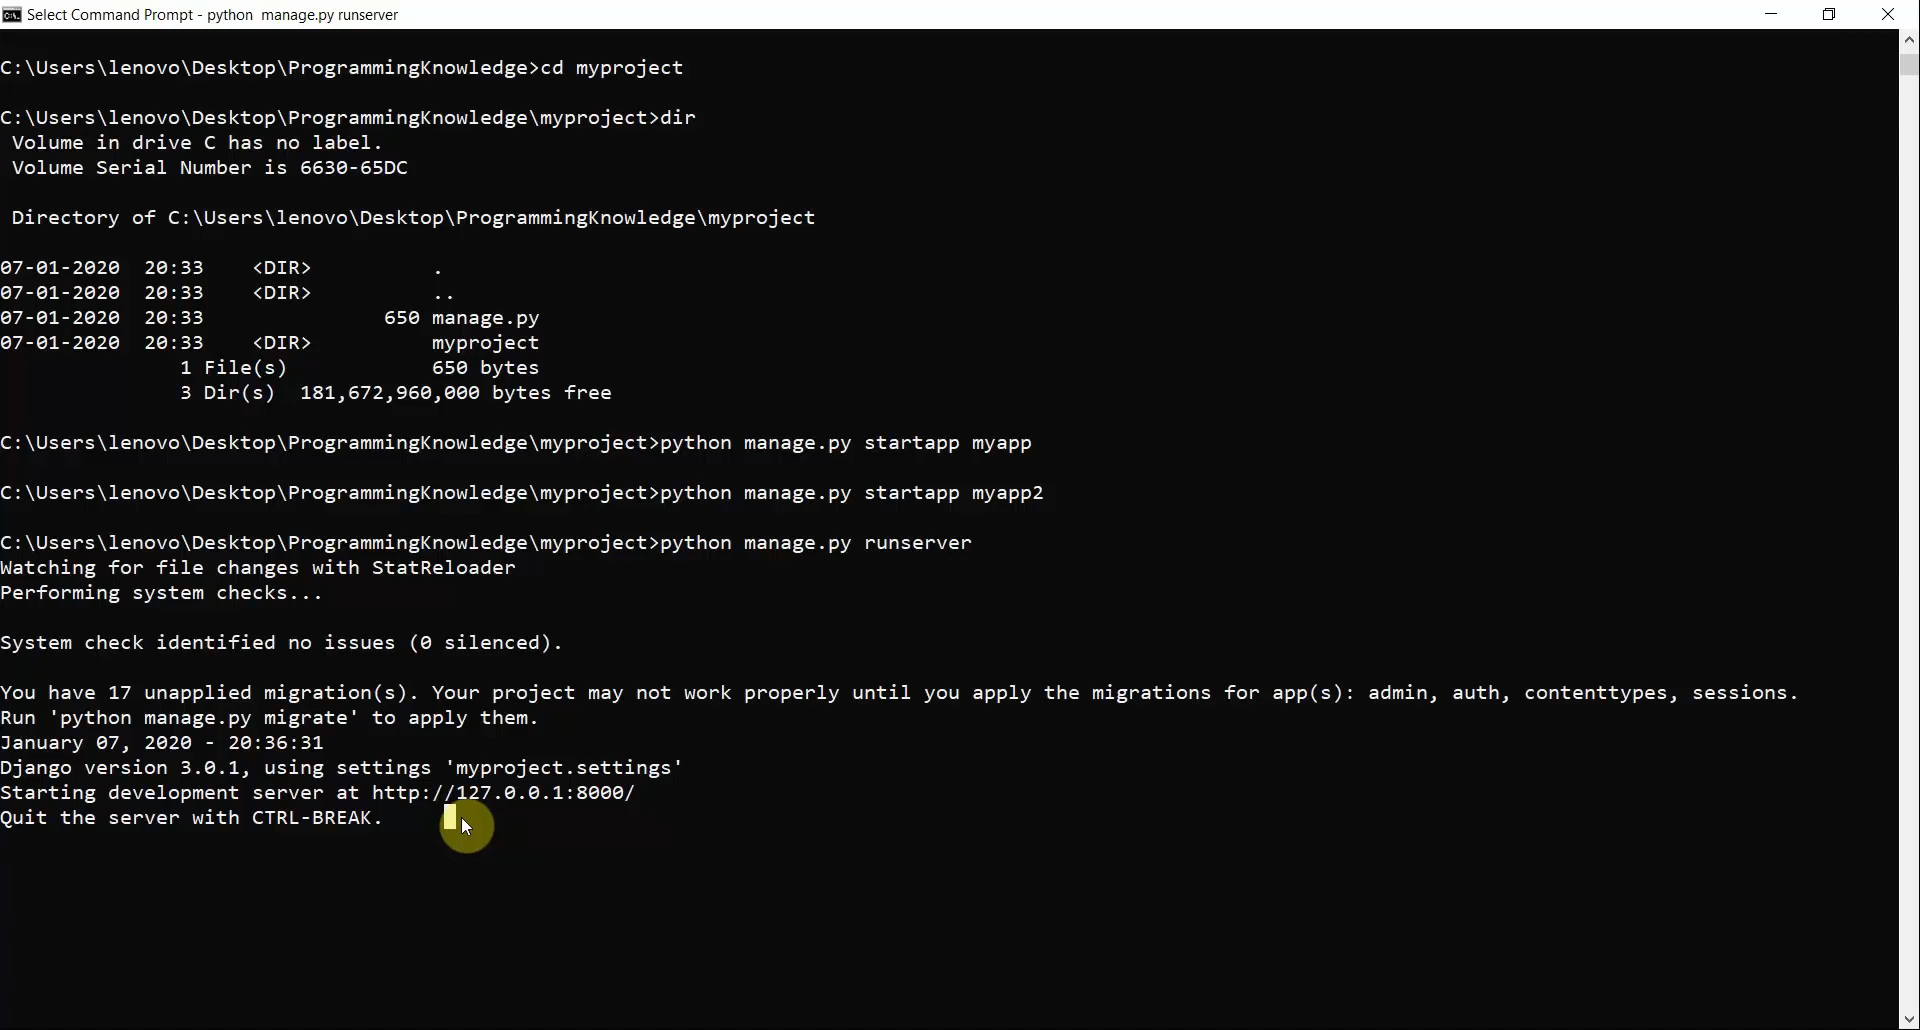 Select Command Prompt - python  manage.py runserver
C:\Users\lenovo\Desktop\ProgrammingKnowledge>cd myproject
C:\Users\lenovo\Desktop\ProgrammingKnowledge\myproject>dir
Volume in drive C has no label.
Volume Serial Number is 6630-65DC
Directory of C:\Users\lenovo\Desktop\ProgrammingKnowledge\myproject
07-01-2020  20:33    <DIR>          .
07-01-2020  20:33    <DIR>          ..
07-01-2020  20:33               650 manage.py
07-01-2020  20:33    <DIR>          myproject
1 File(s)            650 bytes
3 Dir(s)  181,672,960,000 bytes free
C:\Users\lenovo\Desktop\ProgrammingKnowledge\myproject>python manage.py startapp myapp
C:\Users\lenovo\Desktop\ProgrammingKnowledge\myproject>python manage.py startapp myapp2
C:\Users\lenovo\Desktop\ProgrammingKnowledge\myproject>python manage.py runserver
Watching for file changes with StatReloader
Performing system checks...
System check identified no issues (0 silenced).
You have 17 unapplied migration(s). Your project may not work properly until you apply the migrations for app(s): admin, auth, contenttypes, sessions.
Run 'python manage.py migrate' to apply them.
January 07, 2020 - 20:36:31
Django version 3.0.1, using settings 'myproject.settings'
Starting development server at http://127.0.0.1:8000/
Quit the server with CTRL-BREAK.